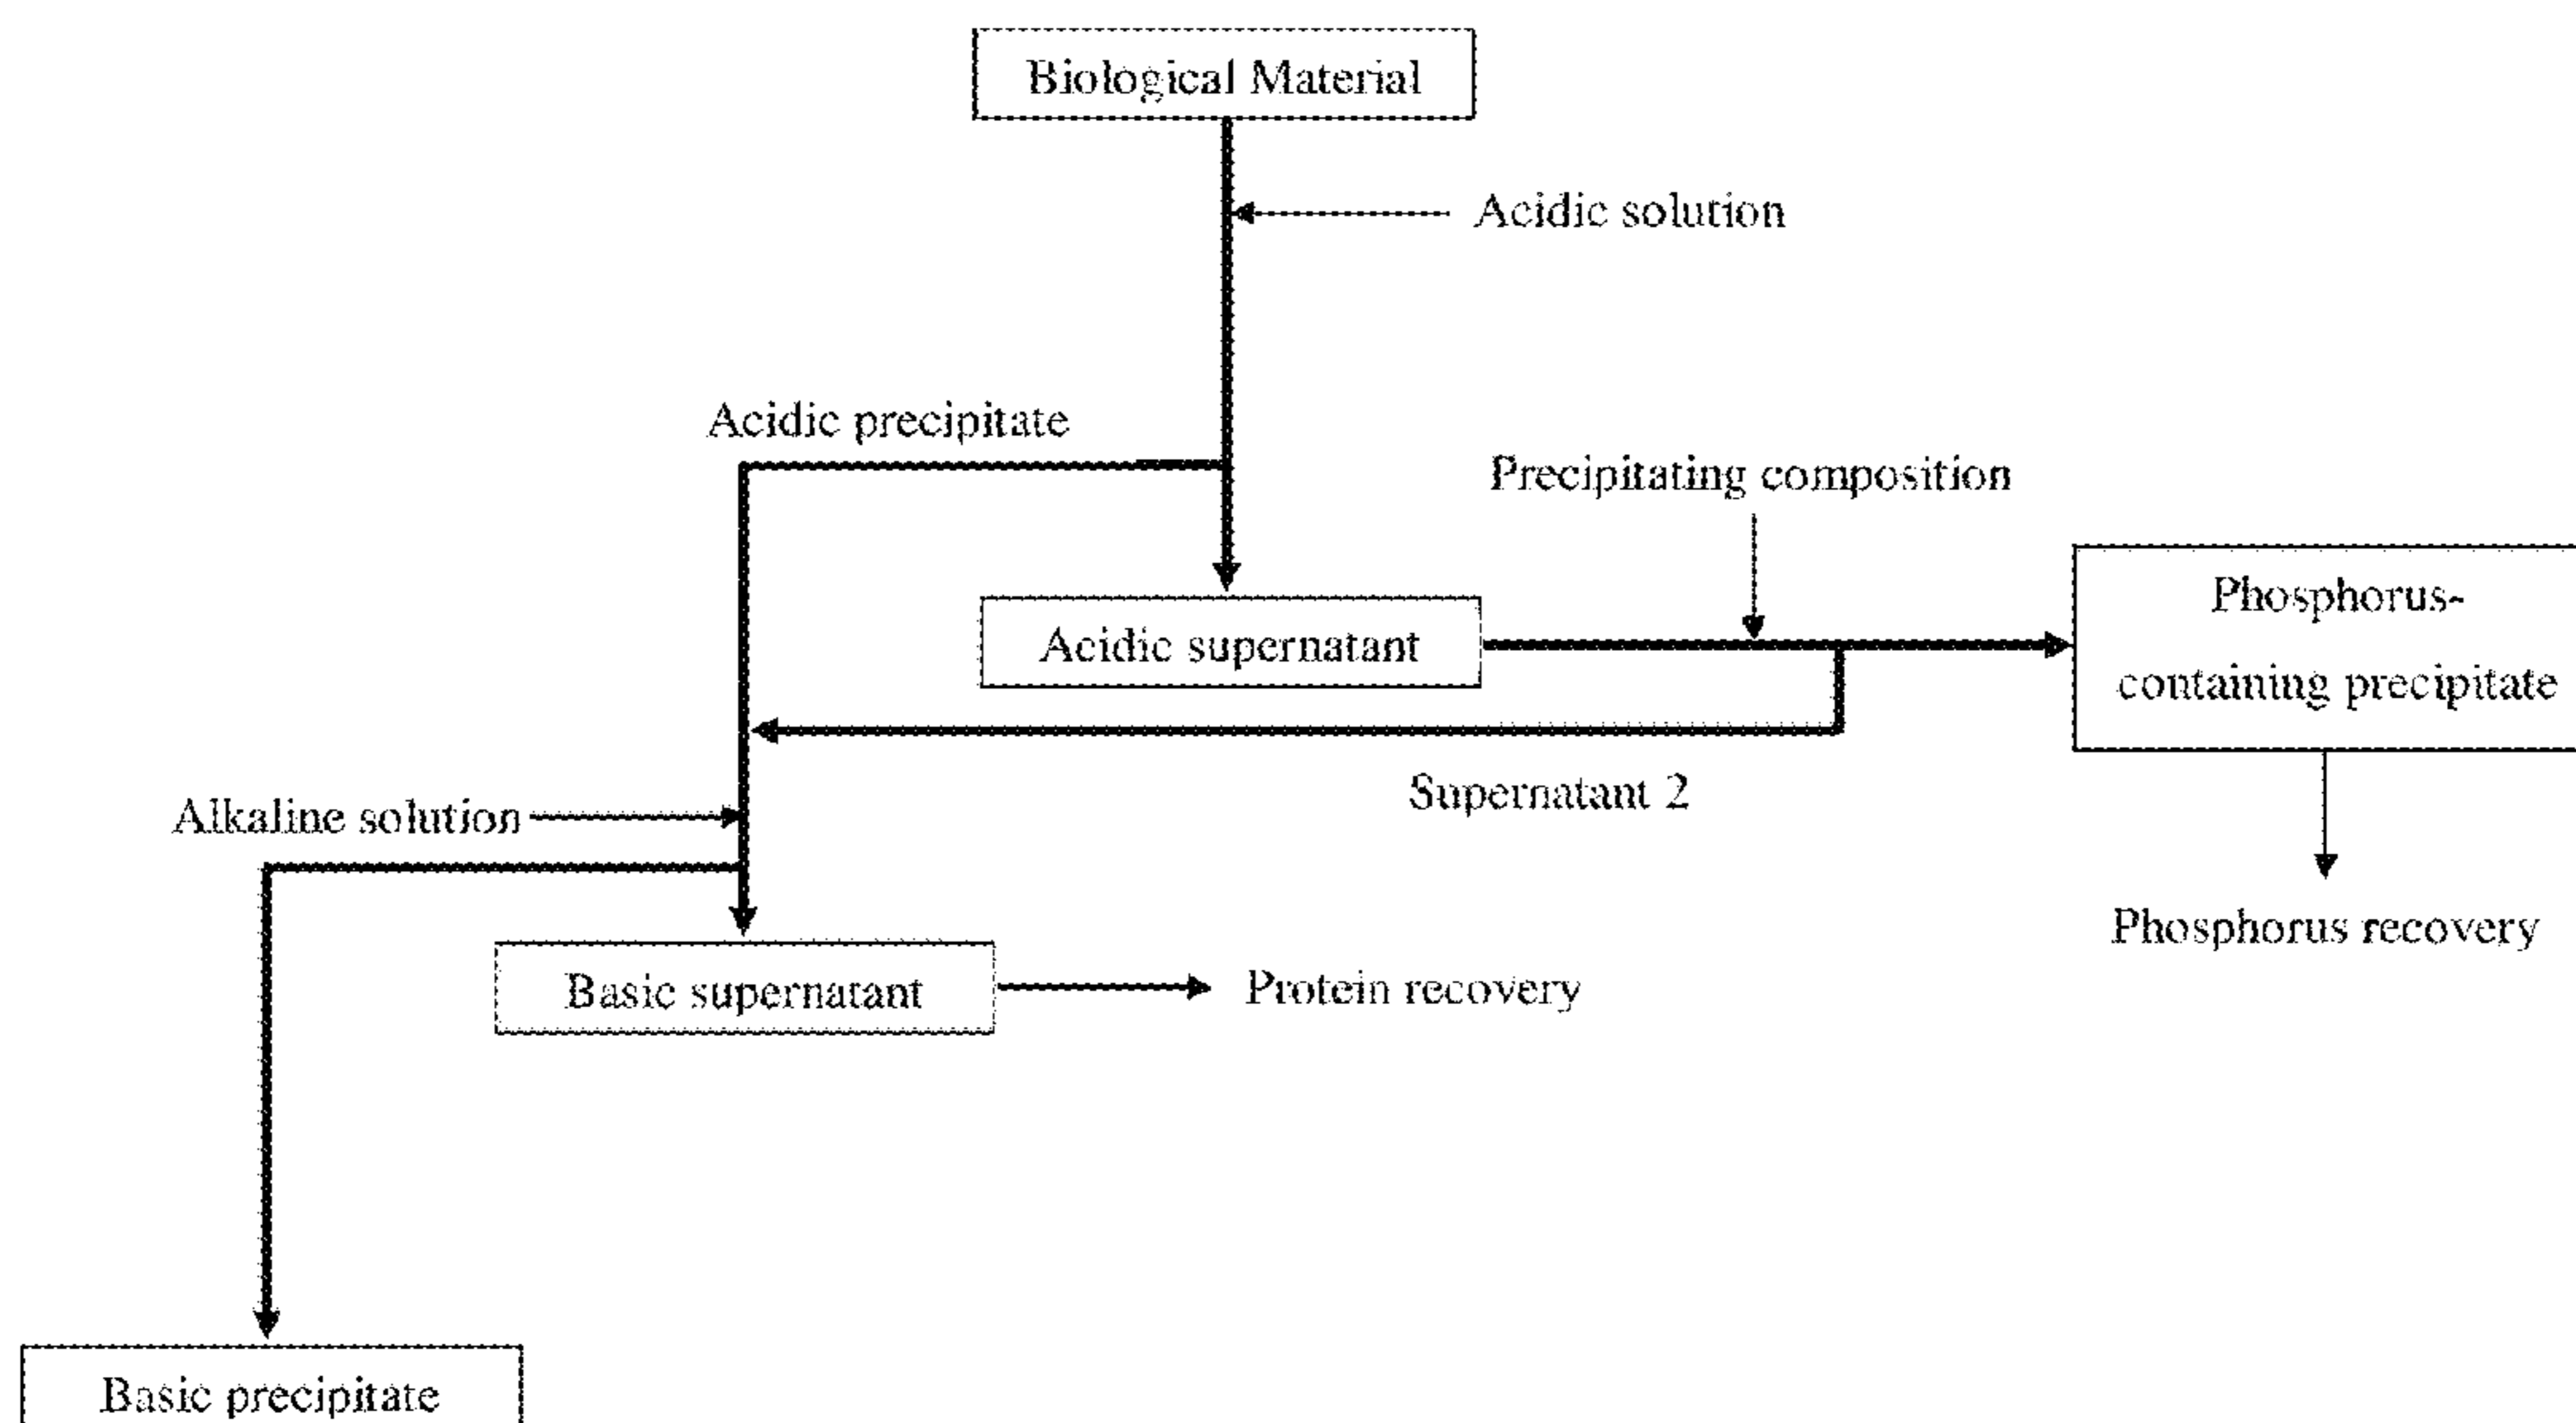 Biological Material
Acidic solution
Acidic precipitate
Precipitating composition
Phosphorus-
containing precipitate
Acidic supernatant
Supernatant 2
Alkaline solution
Phosphorus recovery
Basic supernatant
Protein recovery
Basic precipitate